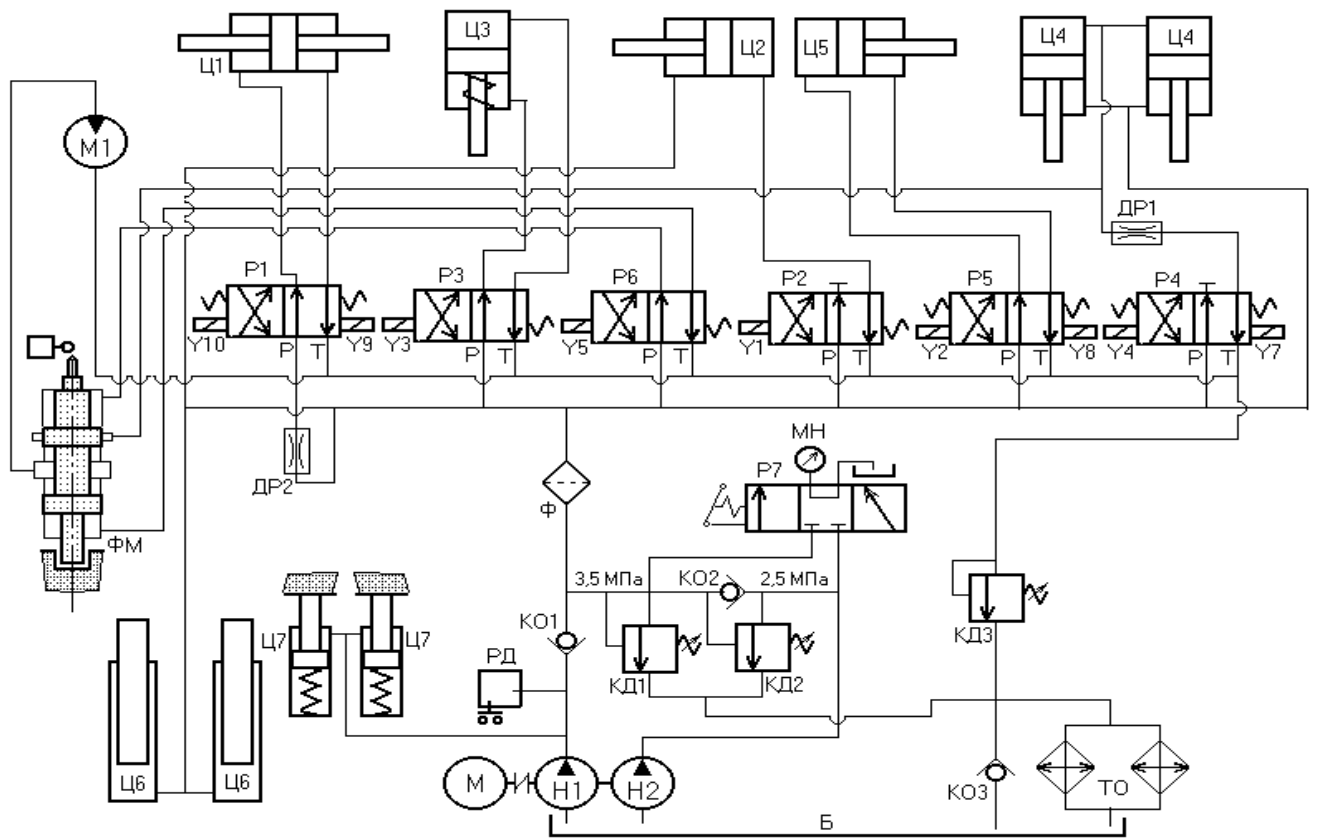 Ц1
Ц3
Ц2
Ц5
Ц4
Ц4
М1
ДР1
Р1
Р3
Р6
Р2
Р5
Р4
Y10
Р
Т
Y9
Y3
Р
Т
Y5
Р
Т
Y1
Р
Т
Y2
Р
Т
Y8
Y4
Р
Т
Y7
ДР2
МН
Р7
Ф
ФМ
3,5 МПа
КО2
2,5 МПа
КО1
Ц7
Ц7
РД
КД1
КД2
КД3
Ц6
Ц6
М
Н1
Н2
КО3
ТО
Б